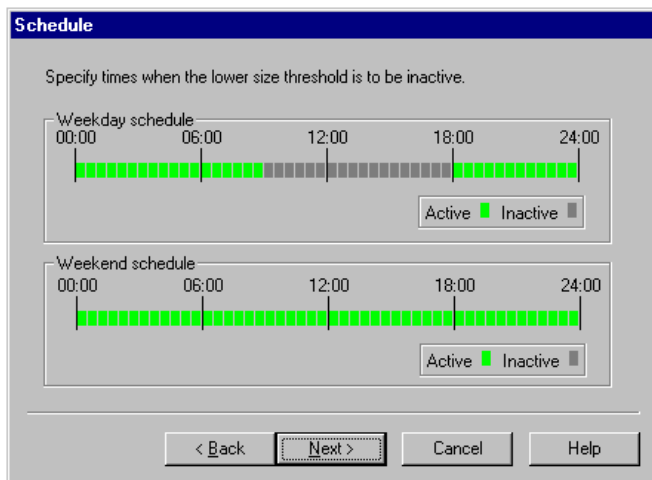 Schedule
Specify times when the lower size threshold is to be inactive.
Weekday schedule
00:00 06:00 12:00 18:00 24:00
Active Inactive
Weekend schedule
00:00 06:00 12:00 18:00 24:00
Active Inactive
< Back Next > Cancel Help